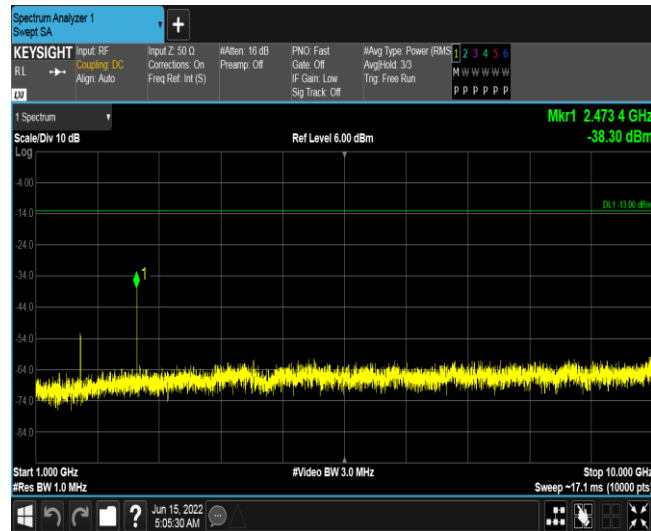 Spectrum Analyzer 1
Swept SA
+
KEYSIGHT
RL
LXI
Input: RF
Coupling: DC
Align: Auto
Input Z: 50 Ω
Corrections: On
Freq Ref: Int (S)
#Atten: 16 dB
Preamp: Off
PNO: Fast
Gate: Off
IF Gain: Low
Sig Track: Off
#Avg Type: Power (RMS
Avg|Hold: 3/3
Trig: Free Run
1 2 3 4 5 6
M W W W W W
P P P P P P
1 Spectrum
Mkr1 2.473 4 GHz
-38.30 dBm
Scale/Div 10 dB
Ref Level 6.00 dBm
Log
-4.00
DL1 -13.00 dBm
-14.0
-24.0
-34.0
1
-44.0
-54.0
-64.0
-74.0
-84.0
Start 1.000 GHz
#Video BW 3.0 MHz
Stop 10.000 GHz
#Res BW 1.0 MHz
Sweep ~17.1 ms (10000 pts
?
Jun 15, 2022
5:05:30 AM